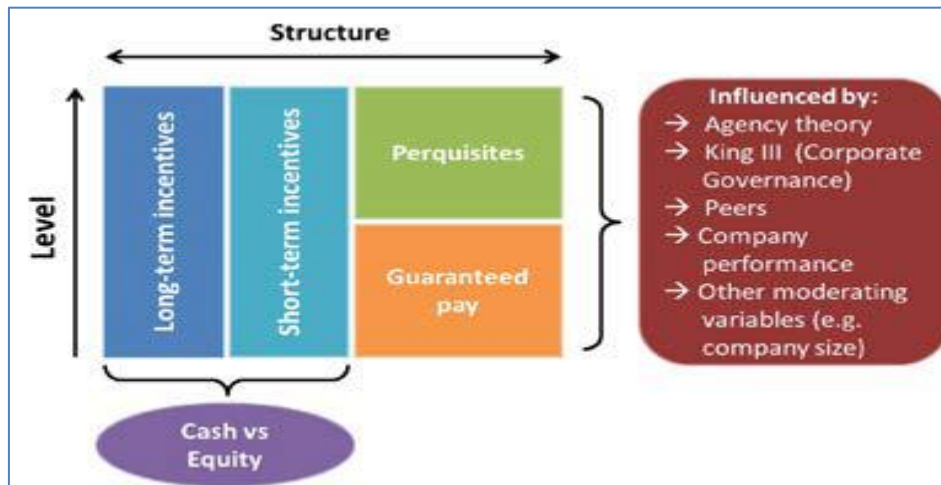 Structure
Level
Long-term incentives
Short-term incentives
Perquisites
Guaranteed
pay
Cash vs
Equity
Influenced by:
→ Agency theory
→ King III (Corporate
Governance)
→ Peers
→ Company
performance
→ Other moderating
variables (e.g.
company size)